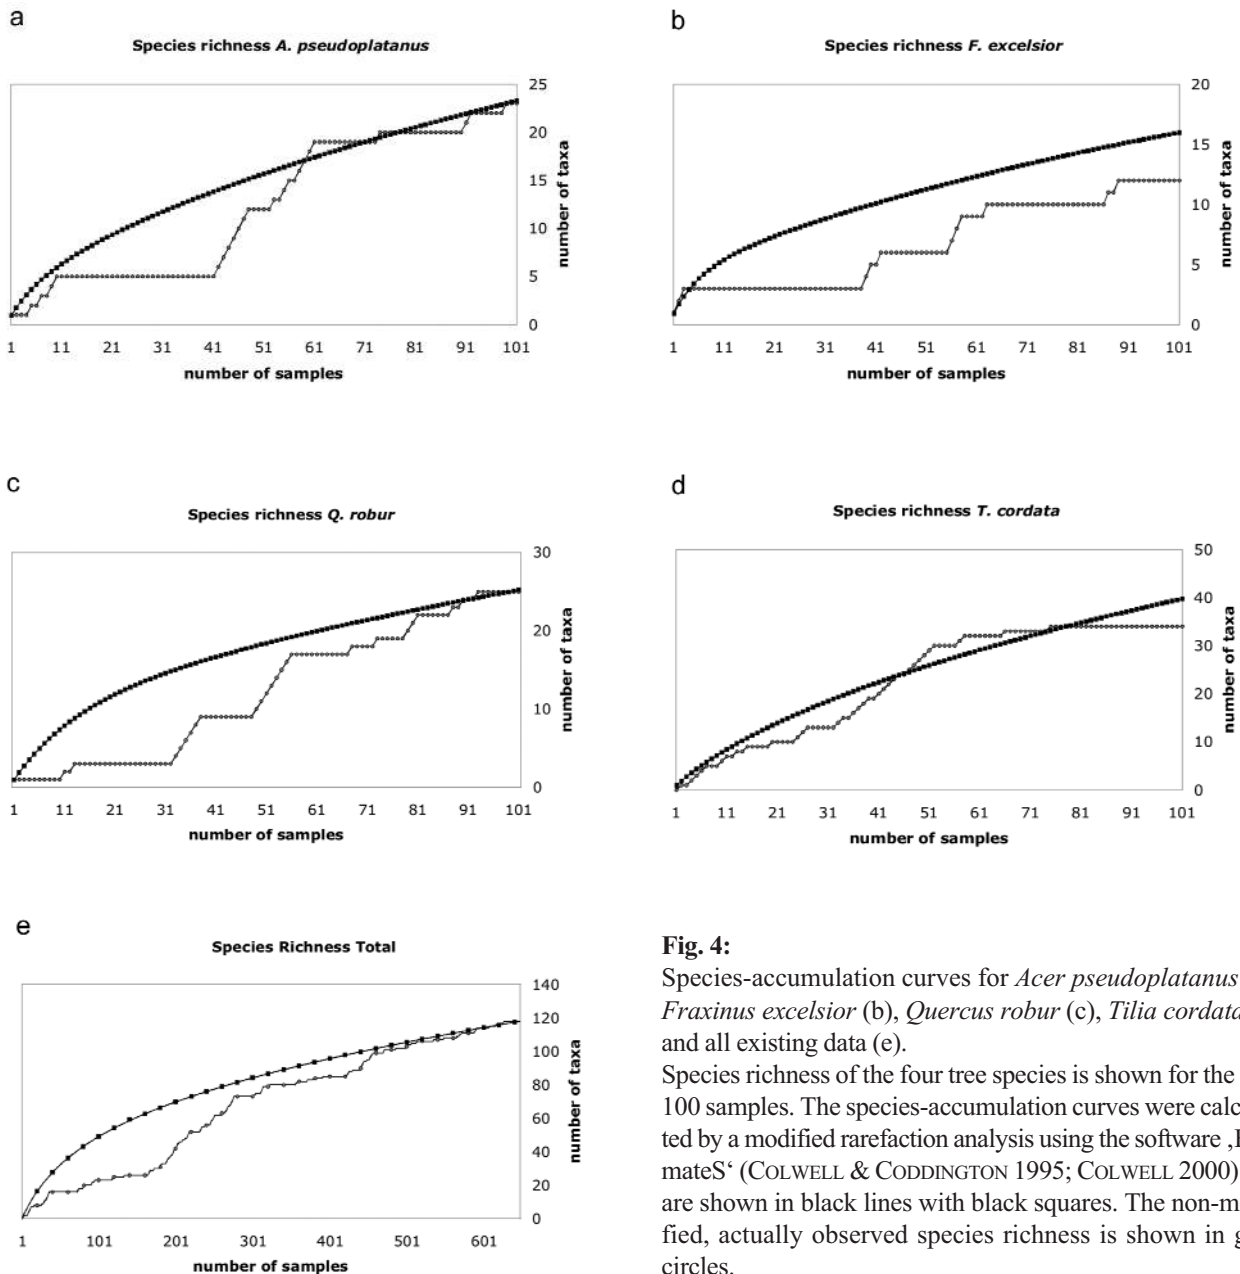 a
Species richness A. pseudoplatanus
25
20
15
10
5
0
number of taxa
1 11 21 31 41 51 61 71 81 91 101
number of samples
b
Species richness F. excelsior
20
15
10
5
0
number of taxa
1 11 21 31 41 51 61 71 81 91 101
number of samples
c
Species richness Q. robur
30
20
10
0
number of taxa
1 11 21 31 41 51 61 71 81 91 101
number of samples
d
Species richness T. cordata
50
40
30
20
10
0
number of taxa
1 11 21 31 41 51 61 71 81 91 101
number of samples
e
Species Richness Total
140
120
100
80
60
40
20
0
number of taxa
1 101 201 301 401 501 601
number of samples
Fig. 4:
Species-accumulation curves for Acer pseudoplatanus
Fraxinus excelsior (b), Quercus robur (c), Tilia cordata
and all existing data (e).
Species richness of the four tree species is shown for the
100 samples. The species-accumulation curves were calc
ted by a modified rarefaction analysis using the software
mateS‘ (COLWELL & CODDINGTON 1995; COLWELL 2000)
are shown in black lines with black squares. The non-m
fied, actually observed species richness is shown in g
circles.